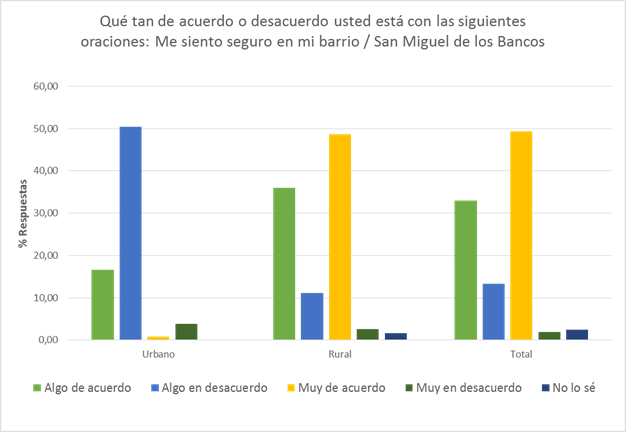 Qué tan de acuerdo o desacuerdo usted está con las siguientes
oraciones: Me siento seguro en mi barrio / San Miguel de los Bancos
60,00
50,00
40,00
30,00
20,00
10,00
0,00
% Respuestas
Urbano Rural Total
Algo de acuerdo Algo en desacuerdo Muy de acuerdo Muy en desacuerdo No lo sé